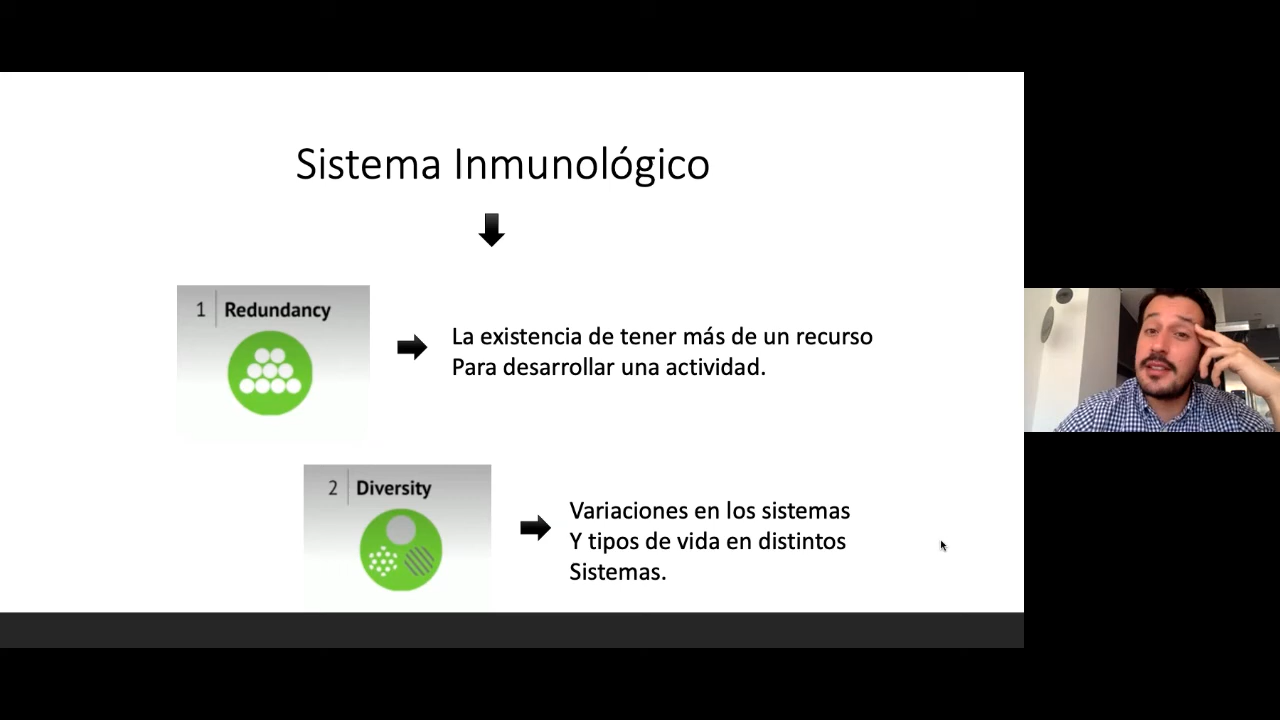 Sistema Inmunológico
1 Redundancy
La existencia de tener más de un recurso
Para desarrollar una actividad.
2 Diversity
Variaciones en los sistemas
Y tipos de vida en distintos
Sistemas.